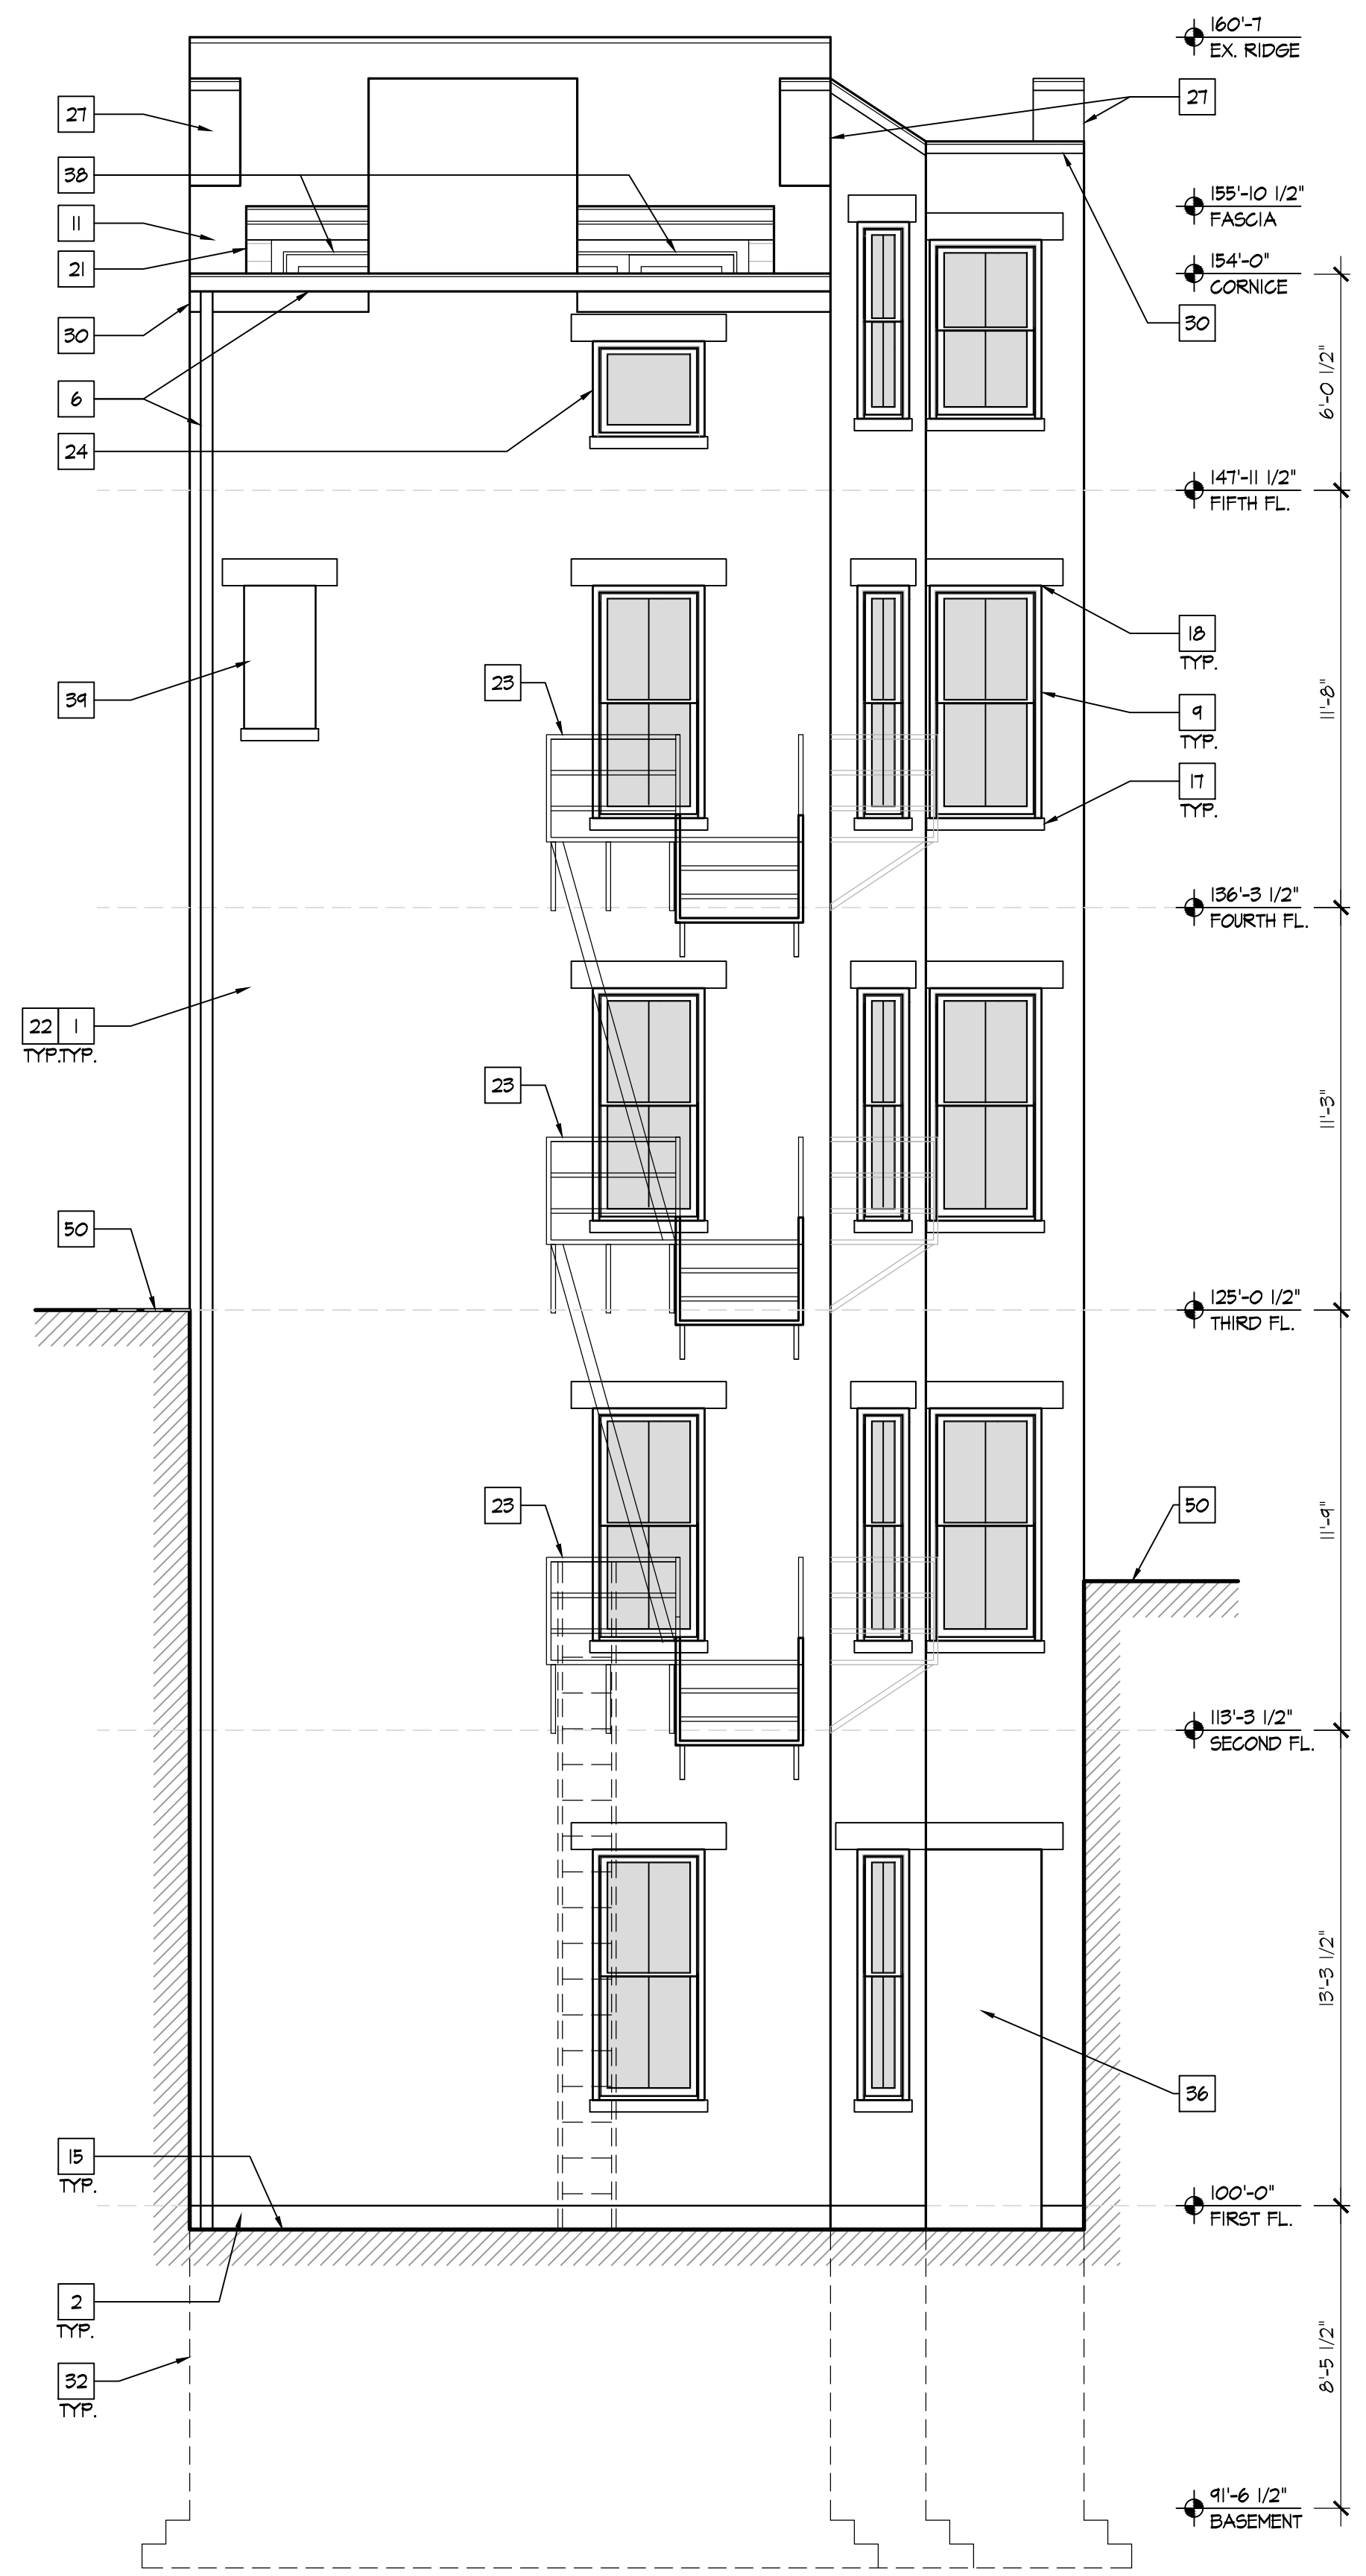 160'-7
EX. RIDGE
27
27
38
155'-10 1/2"
FASCIA
11
21
154'-0"
CORNICE
30
30
6
6'-0 1/2"
24
147'-11 1/2"
FIFTH FL.
18
TYP.
23
39
11'-8"
9
TYP.
17
TYP.
136'-3 1/2"
FOURTH FL.
22 1
TYP. TYP.
23
11'-3"
50
125'-0 1/2"
THIRD FL.
23
50
11'-9"
113'-3 1/2"
SECOND FL.
13'-3 1/2"
36
15
TYP.
100'-0"
FIRST FL.
2
TYP.
32
TYP.
8'-5 1/2"
91'-6 1/2"
BASEMENT